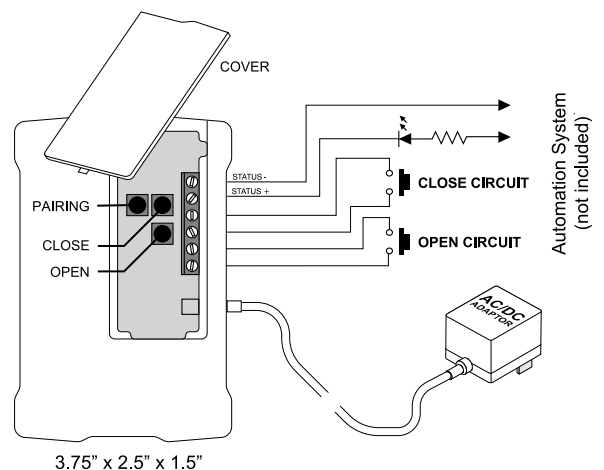 COVER
STATUS -
STATUS +
PAIRING
CLOSE
OPEN
CLOSE CIRCUIT
OPEN CIRCUIT
Automation System
(not included)
AC/DC
ADAPTOR
3.75” x 2.5” x 1.5”